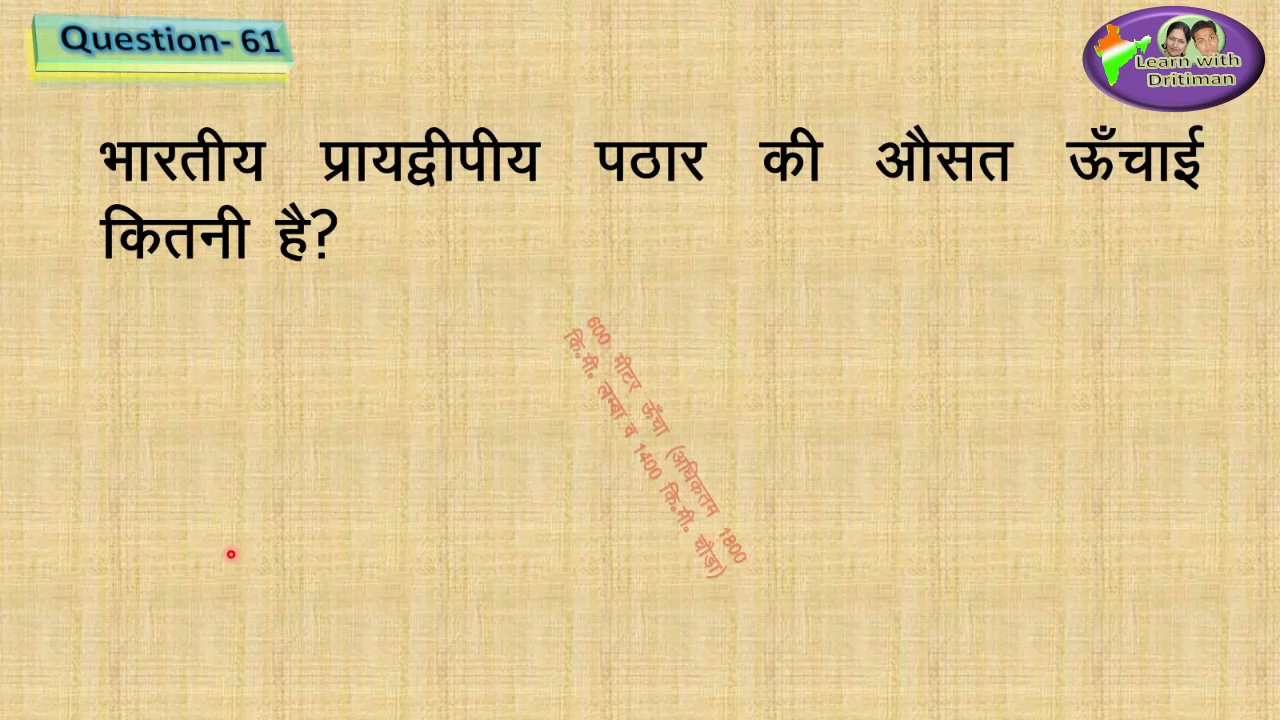 Question- 61
Learn with
Dritiman
भारतीय प्रायद्वीपीय पठार की औसत ऊँचाई
कितनी है?
600 मीटर ऊँचा (अधिकतम 1800
कि.मी. लम्बा व 1400 कि.मी. चौड़ा)